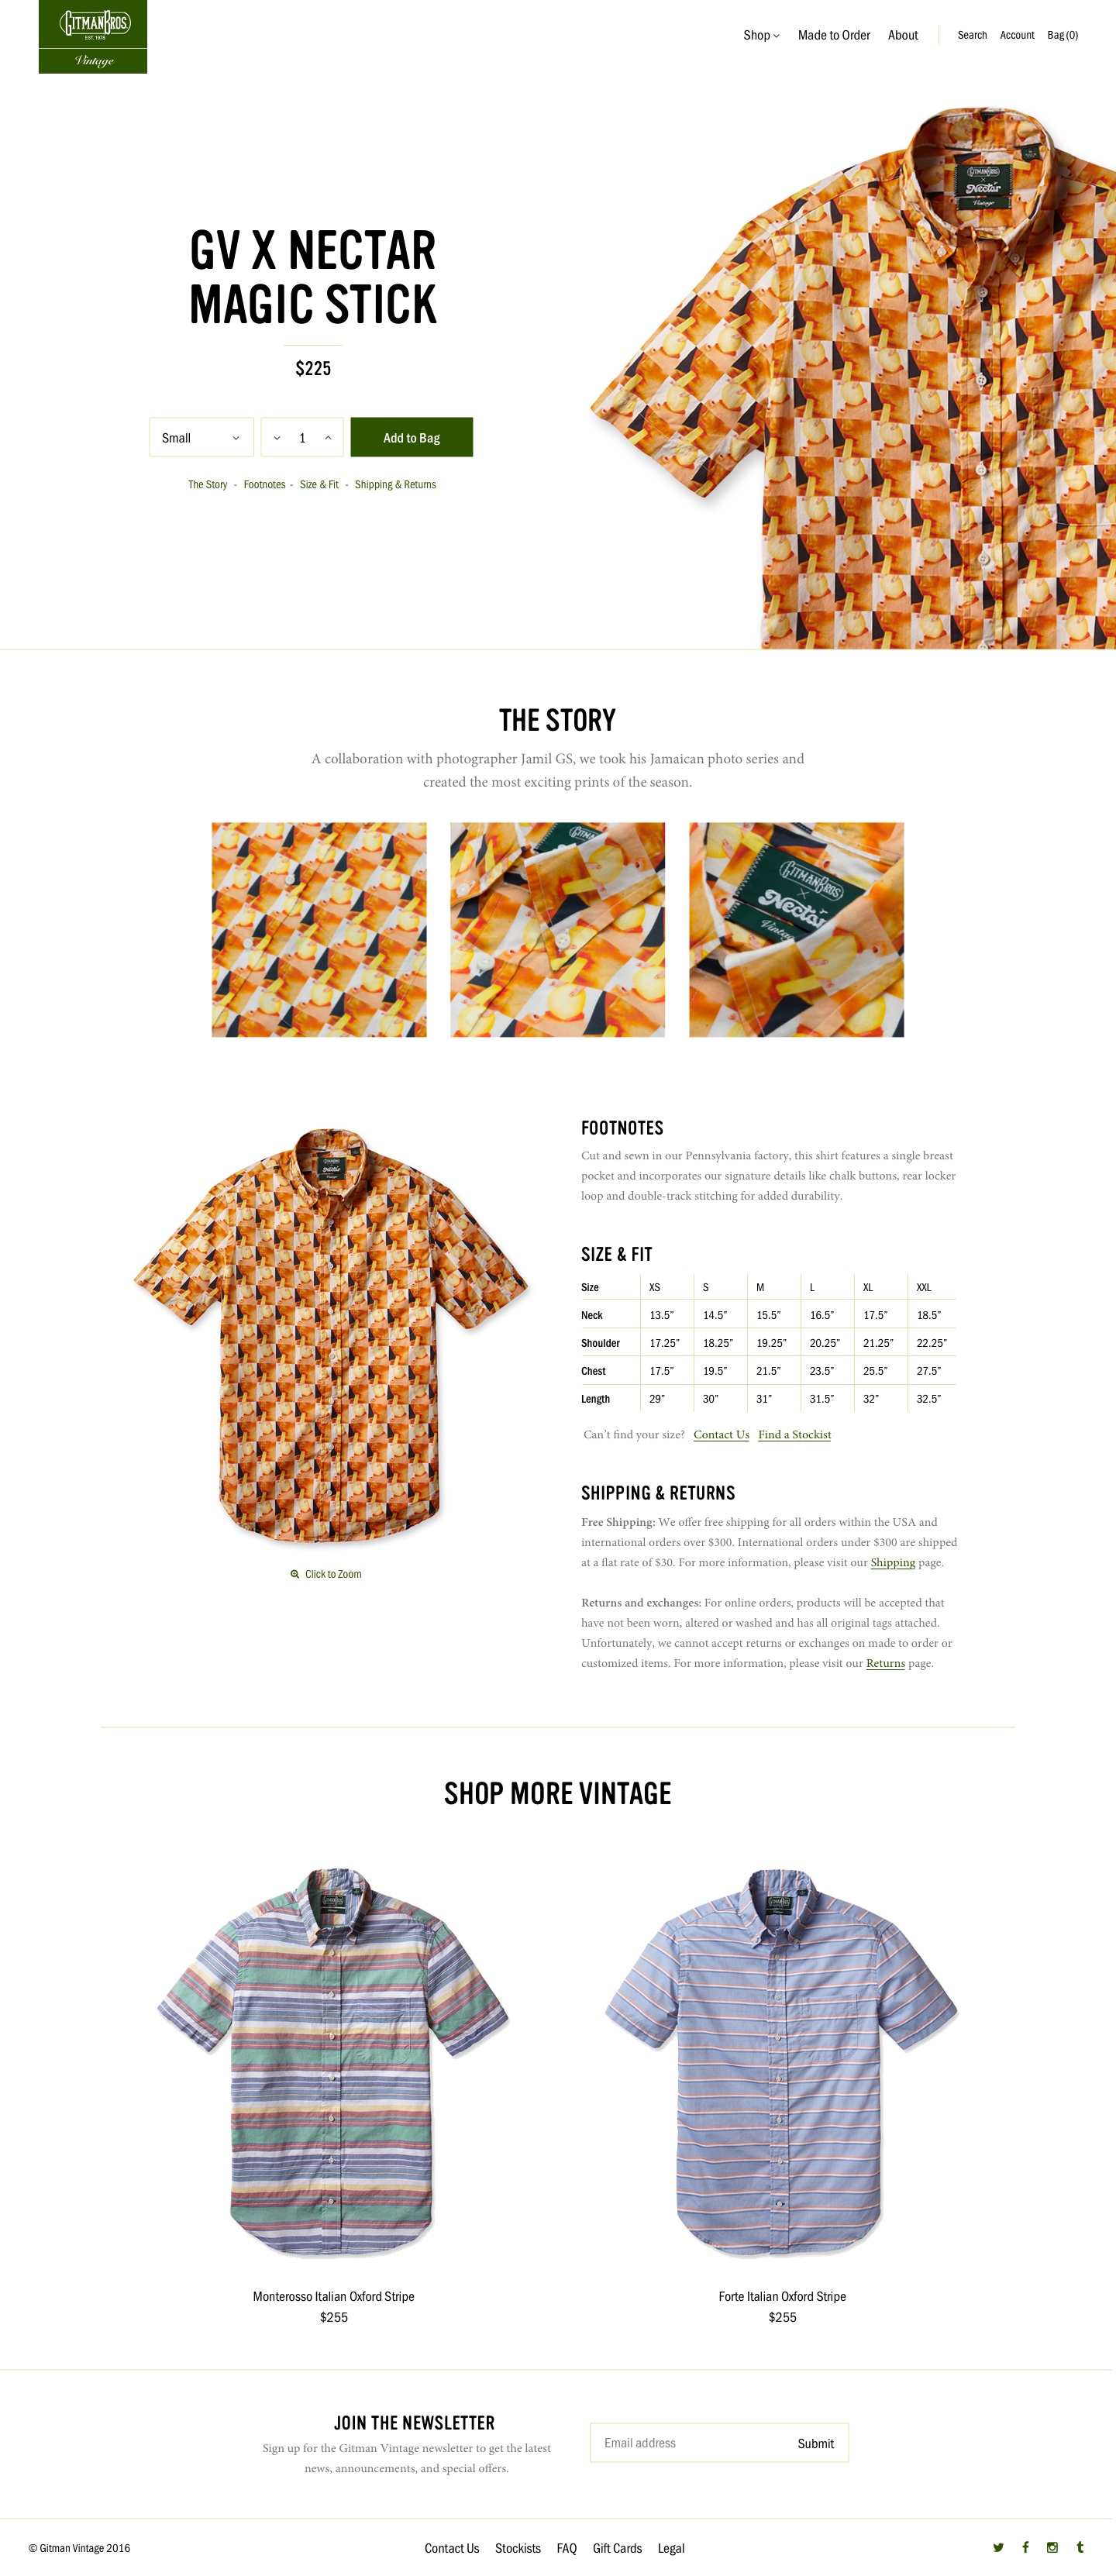 GITMAN BROS.
EST. 1978
Vintage
Shop Made to Order About Search Account Bag (0)
GITMAN BROS
X
Nectar
Vintage
GV X NECTAR
MAGIC STICK
$225
Small 1 Add to Bag
The Story - Footnotes - Size & Fit - Shipping & Returns
THE STORY
A collaboration with photographer Jamil GS, we took his Jamaican photo series and
created the most exciting prints of the season.
GITMAN BROS
X
Nectar
Vintage
FOOTNOTES
Cut and sewn in our Pennsylvania factory, this shirt features a single breast
pocket and incorporates our signature details like chalk buttons, rear locker
loop and double-track stitching for added durability.
Nectar
SIZE & FIT
Size XS S M L XL XXL
Neck 13.5” 14.5” 15.5” 16.5” 17.5” 18.5”
Shoulder 17.25” 18.25” 19.25” 20.25” 21.25” 22.25”
Chest 17.5” 19.5” 21.5” 23.5” 25.5” 27.5”
Length 29” 30” 31” 31.5” 32” 32.5”
Can’t find your size? Contact Us Find a Stockist
SHIPPING & RETURNS
Free Shipping: We offer free shipping for all orders within the USA and
international orders over $300. International orders under $300 are shipped
at a flat rate of $30. For more information, please visit our Shipping page.
Returns and exchanges: For online orders, products will be accepted that
have not been worn, altered or washed and has all original tags attached.
Unfortunately, we cannot accept returns or exchanges on made to order or
customized items. For more information, please visit our Returns page.
Click to Zoom
SHOP MORE VINTAGE
Monterosso Italian Oxford Stripe
$255
Forte Italian Oxford Stripe
$255
JOIN THE NEWSLETTER
Sign up for the Gitman Vintage newsletter to get the latest
news, announcements, and special offers.
Email address Submit
© Gitman Vintage 2016 Contact Us Stockists FAQ Gift Cards Legal